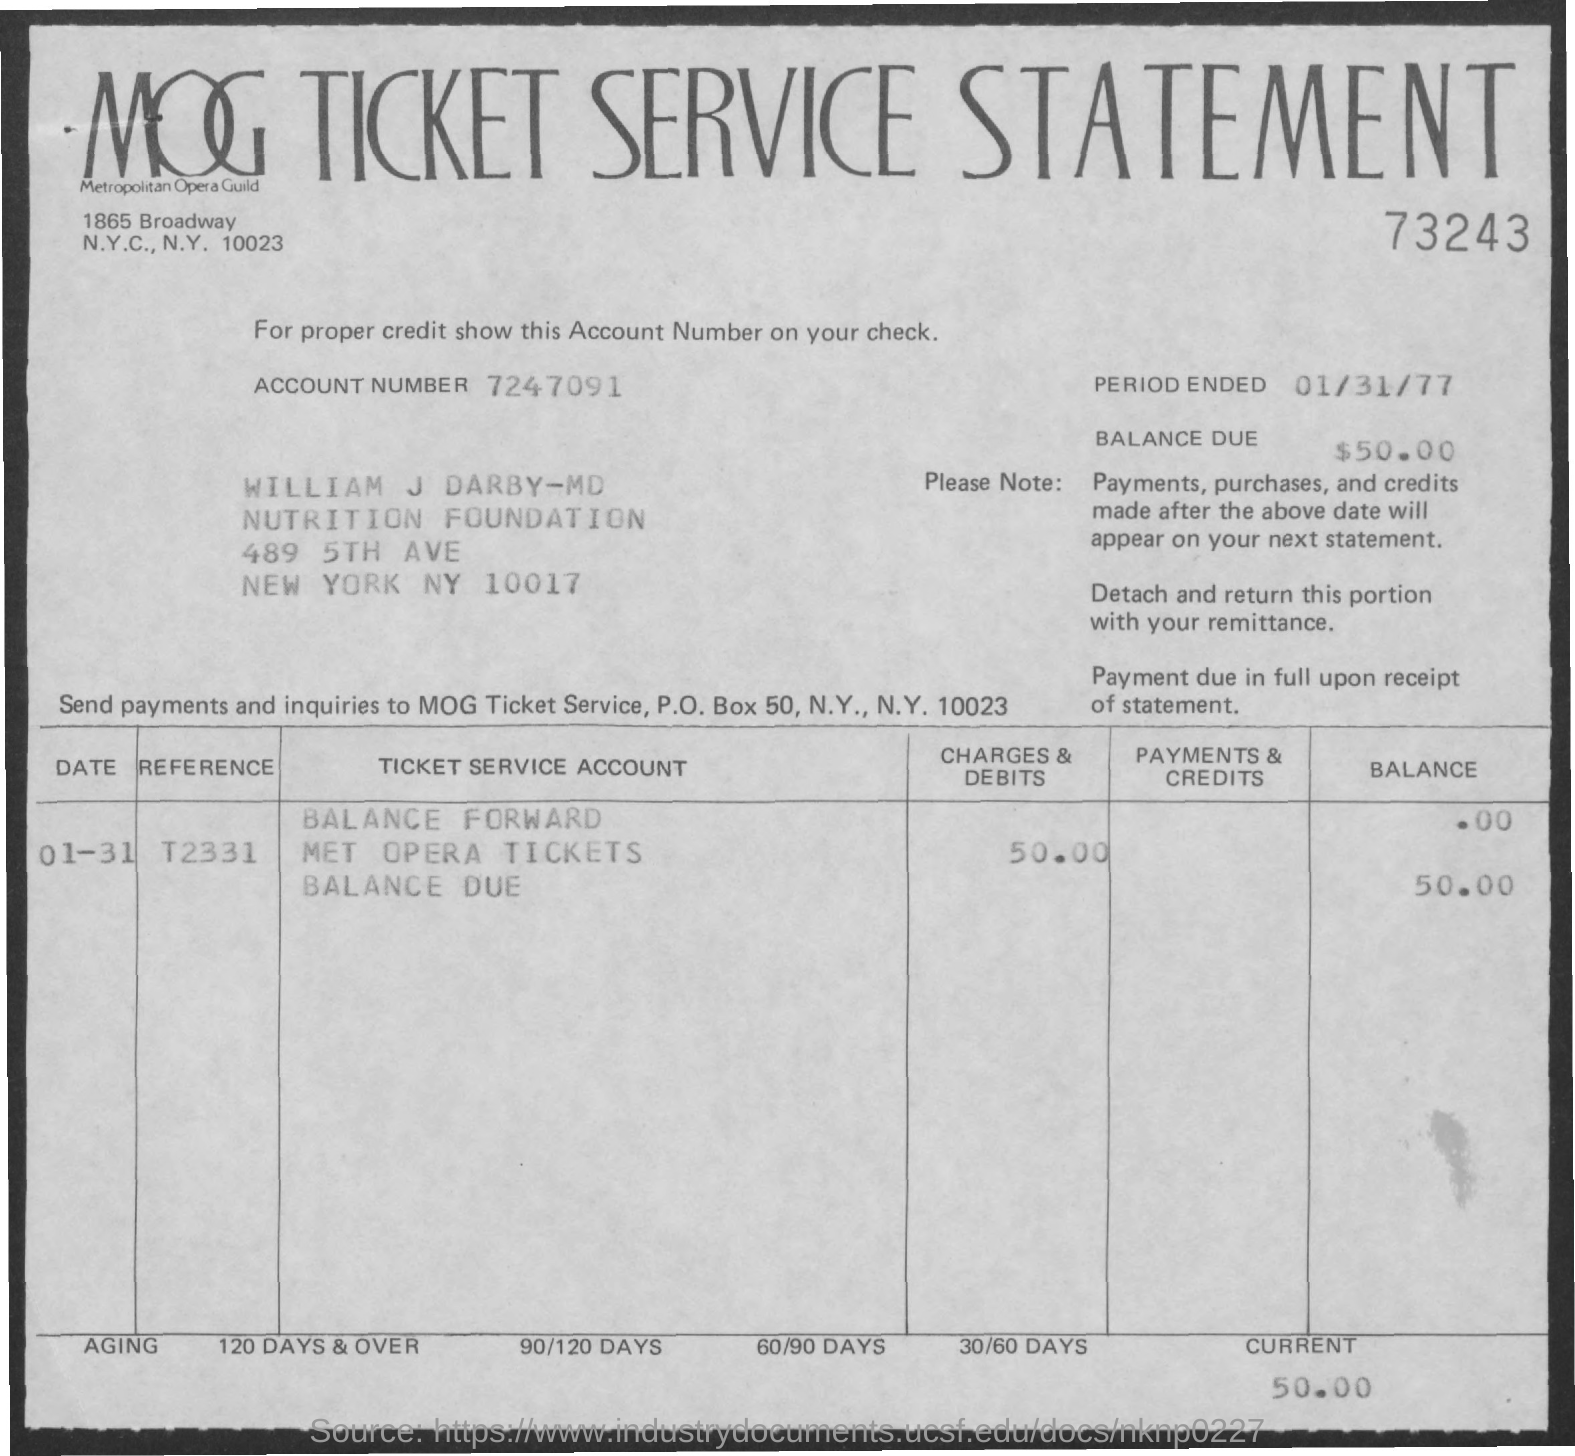 MOG TICKET SERVICE STATEMENT
Metropolitan Opera Guild
1865 Broadway
N.Y.C., N.Y. 10023
73243
For proper credit show this Account Number on your check.
ACCOUNT NUMBER 7247091
PERIOD ENDED 01/31/77
BALANCE DUE $50.00
WILLIAM J DARBY-MD
NUTRITION FOUNDATION
489 5TH AVE
NEW YORK NY 10017
Please Note: Payments, purchases, and credits
made after the above date will
appear on your next statement.
Detach and return this portion
with your remittance.
Payment due in full upon receipt
of statement.
Send payments and inquiries to MOG Ticket Service, P.O. Box 50, N.Y., N.Y. 10023
DATE REFERENCE TICKET SERVICE ACCOUNT CHARGES & DEBITS PAYMENTS & CREDITS BALANCE
BALANCE FORWARD .00
01-31 T2331 MET OPERA TICKETS 50.00
BALANCE DUE 50.00
AGING 120 DAYS & OVER 90/120 DAYS 60/90 DAYS 30/60 DAYS CURRENT
50.00
Source: https://www.industrydocuments.ucsf.edu/docs/nknp0227